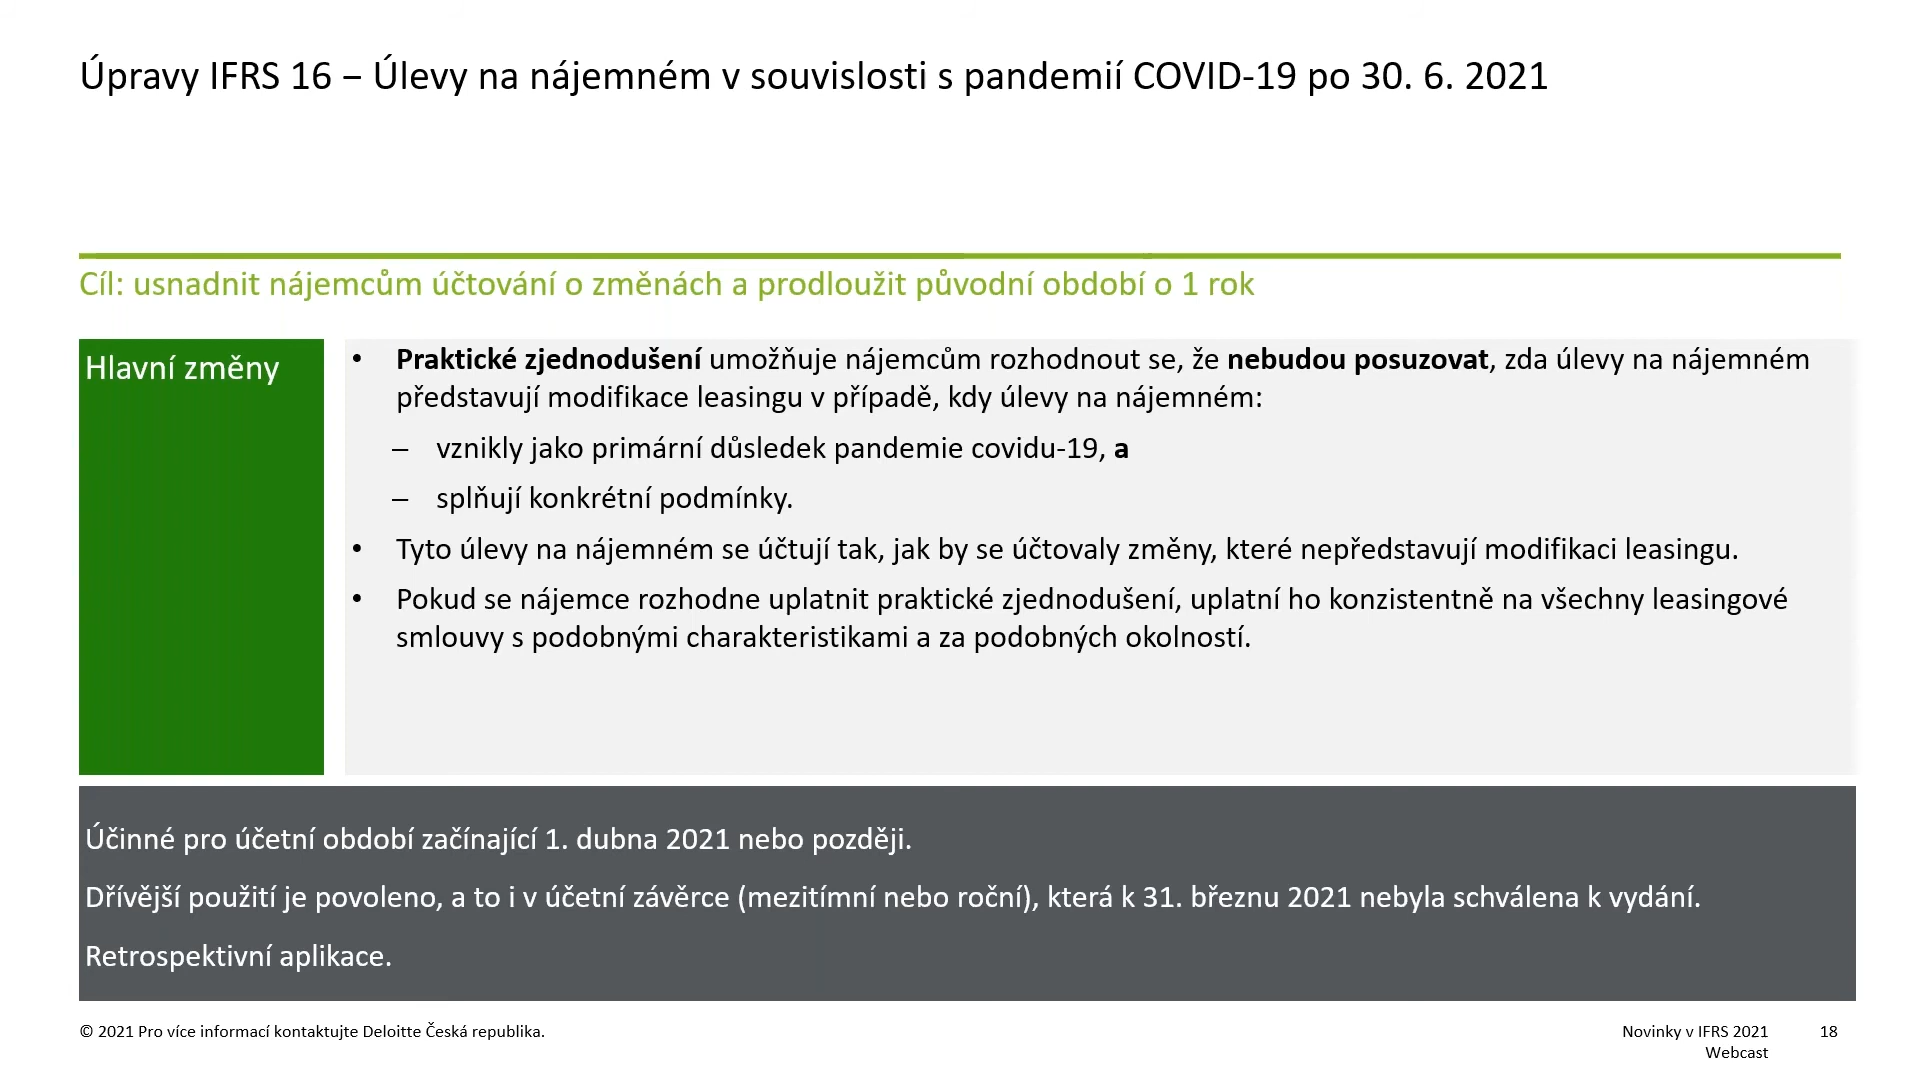 Úpravy IFRS 16 – Úlevy na nájemném v souvislosti s pandemií COVID-19 po 30. 6. 2021
Cíl: usnadnit nájemcům účtování o změnách a prodloužit původní období o 1 rok
Hlavní změny
• Praktické zjednodušení umožňuje nájemcům rozhodnout se, že nebudou posuzovat, zda úlevy na nájemném
představují modifikace leasingu v případě, kdy úlevy na nájemném:
– vznikly jako primární důsledek pandemie covidu-19, a
– splňují konkrétní podmínky.
• Tyto úlevy na nájemném se účtují tak, jak by se účtovaly změny, které nepředstavují modifikaci leasingu.
• Pokud se nájemce rozhodne uplatnit praktické zjednodušení, uplatní ho konzistentně na všechny leasingové
smlouvy s podobnými charakteristikami a za podobných okolností.
Účinné pro účetní období začínající 1. dubna 2021 nebo později.
Dřívější použití je povoleno, a to i v účetní závěrce (mezitímní nebo roční), která k 31. březnu 2021 nebyla schválena k vydání.
Retrospektivní aplikace.
© 2021 Pro více informací kontaktujte Deloitte Česká republika.
Novinky v IFRS 2021 18
Webcast